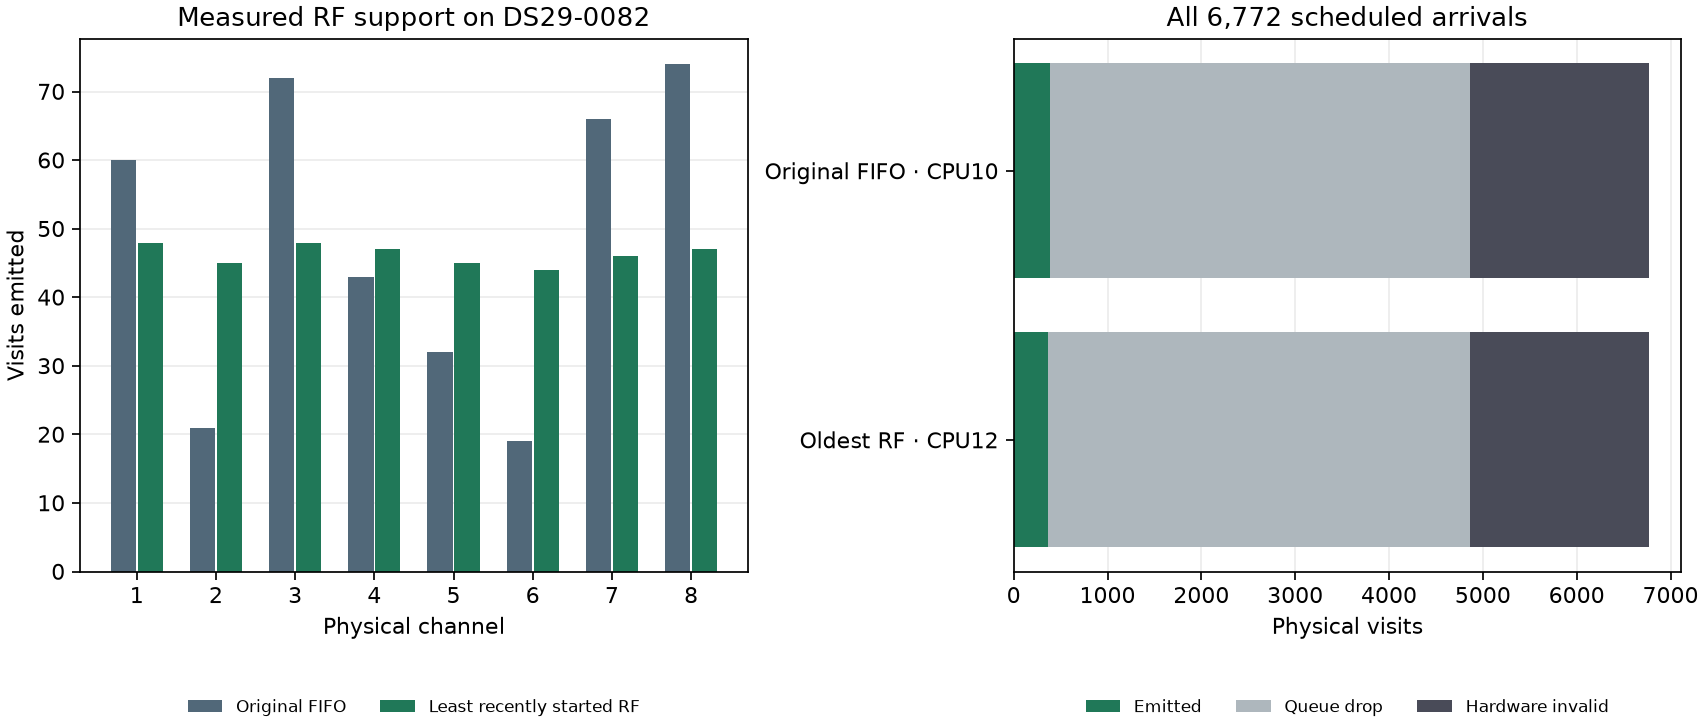 Measured RF support on DS29-0082
Visits emitted
70
60
50
40
30
20
10
0
1 2 3 4 5 6 7 8
Physical channel
Original FIFO
Least recently started RF
All 6,772 scheduled arrivals
Original FIFO · CPU10
Oldest RF · CPU12
0 1000 2000 3000 4000 5000 6000 7000
Physical visits
Emitted
Queue drop
Hardware invalid